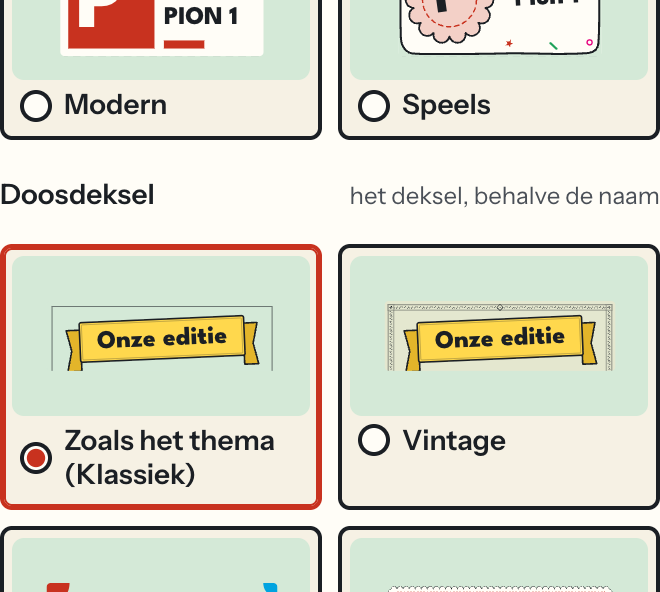 PION 1
Modern
Speels
Doosdeksel
het deksel, behalve de naam
Onze editie
Onze editie
Zoals het thema
(Klassiek)
Vintage